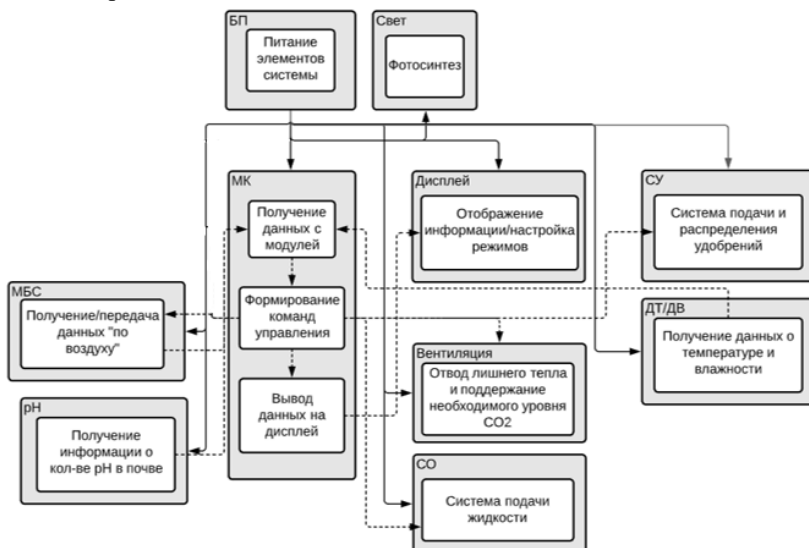 БП
Питание
элементов
системы
Свет
Фотосинтез
МК
Получение
данных с
модулей
Формирование
команд
управления
Вывод
данных на
дисплей
Дисплей
Отображение
информации/настройка
режимов
СУ
Система подачи и
распределения
удобрений
МБС
Получение/передача
данных "по
воздуху"
ДТ/ДВ
Получение данных о
температуре и
влажности
Вентиляция
Отвод лишнего тепла
и поддержание
необходимого уровня
СО2
рН
Получение
информации о
кол-ве рН в почве
СО
Система подачи
жидкости